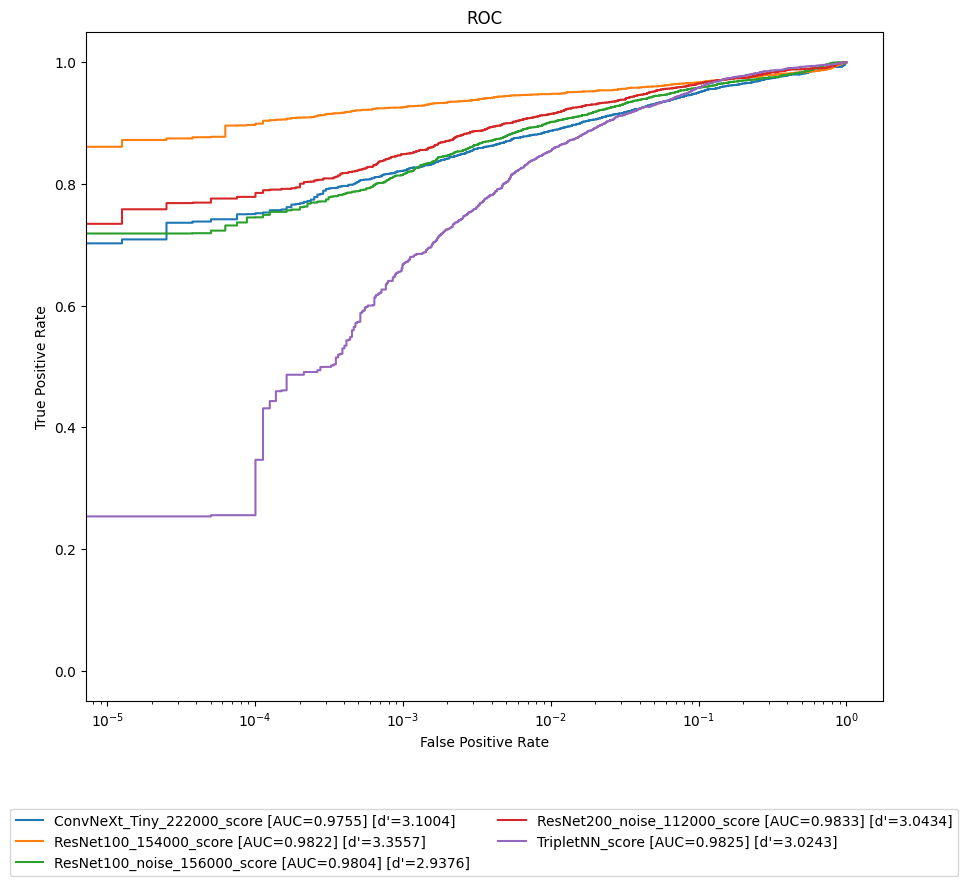 ROC
1.0
0.8
0.6
0.4
0.2
0.0
True Positive Rate
10⁻⁵ 10⁻⁴ 10⁻³ 10⁻² 10⁻¹ 10⁰
False Positive Rate
ConvNeXt_Tiny_222000_score [AUC=0.9755] [d'=3.1004]
ResNet100_154000_score [AUC=0.9822] [d'=3.3557]
ResNet100_noise_156000_score [AUC=0.9804] [d'=2.9376]
ResNet200_noise_112000_score [AUC=0.9833] [d'=3.0434]
TripletNN_score [AUC=0.9825] [d'=3.0243]